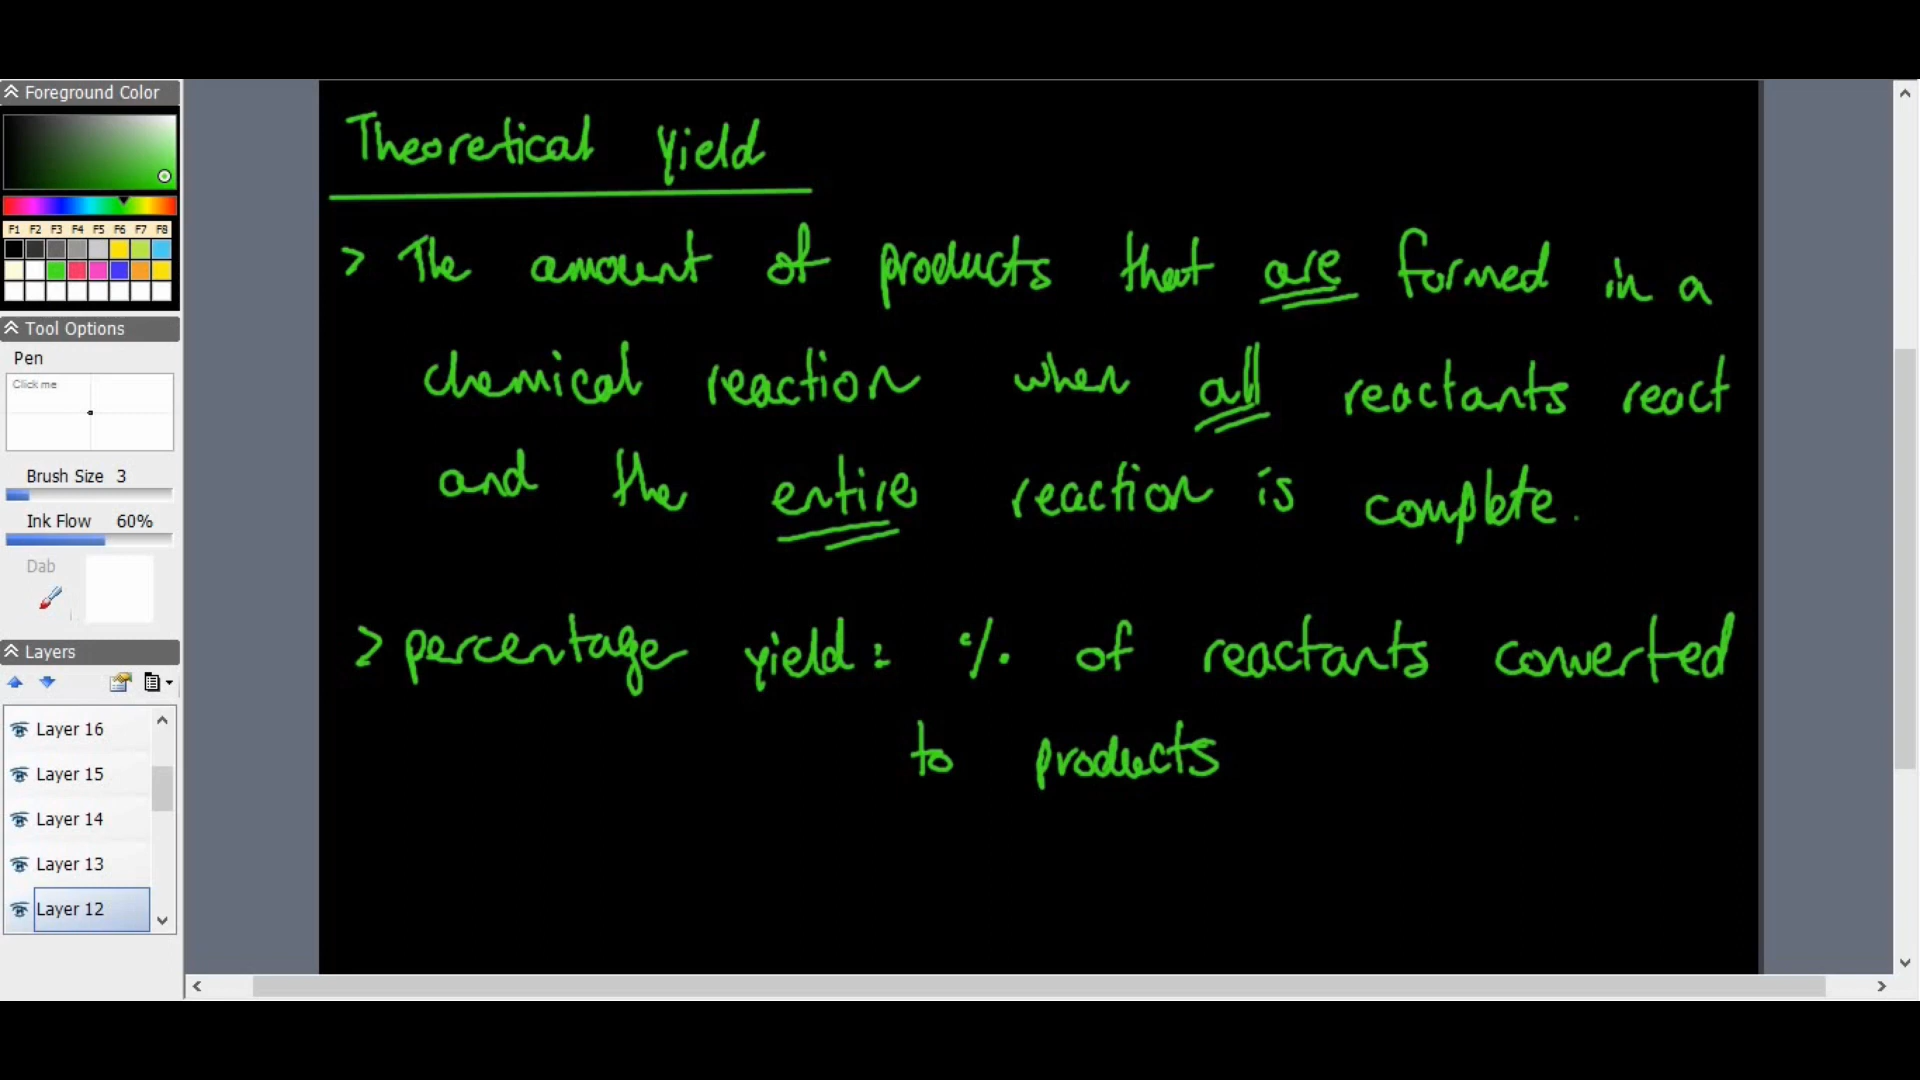 Foreground Color
F1 F2 F3 F4 F5 F6 F7 F8
Tool Options
Pen
Click me
Brush Size 3
Ink Flow 60%
Dab
Layers
Layer 16
Layer 15
Layer 14
Layer 13
Layer 12
Theoretical Yield
> The amount of products that are formed in a
chemical reaction when all reactants react
and the entire reaction is complete.
> percentage yield: % of reactants converted
to products